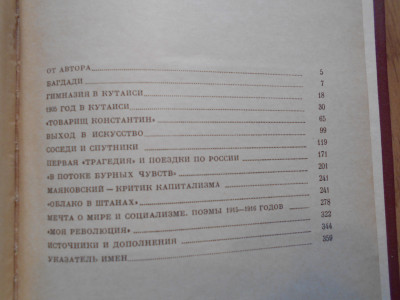 ОТ АВТОРА 5
БАГДАДИ 7
ГИМНАЗИЯ В КУТАИСИ 18
1905 ГОД В КУТАИСИ 30
«ТОВАРИЩ КОНСТАНТИН» 65
ВЫХОД В ИСКУССТВО 99
СОСЕДИ И СПУТНИКИ 119
ПЕРВАЯ «ТРАГЕДИЯ» И ПОЕЗДКИ ПО РОССИИ 171
«В ПОТОКЕ БУРНЫХ ЧУВСТВ» 201
МАЯКОВСКИЙ — КРИТИК КАПИТАЛИЗМА 241
«ОБЛАКО В ШТАНАХ» 241
МЕЧТА О МИРЕ И СОЦИАЛИЗМЕ. ПОЭМЫ 1915—1916 ГОДОВ 278
«МОЯ РЕВОЛЮЦИЯ» 323
ИСТОЧНИКИ И ДОПОЛНЕНИЯ 344
УКАЗАТЕЛЬ ИМЕН 358